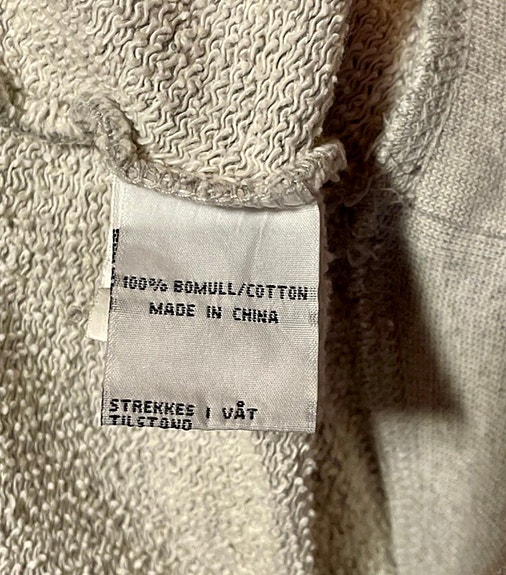 100% BOMULL/COTTON
MADE IN CHINA
STREKKES I VÅT
TILSTAND